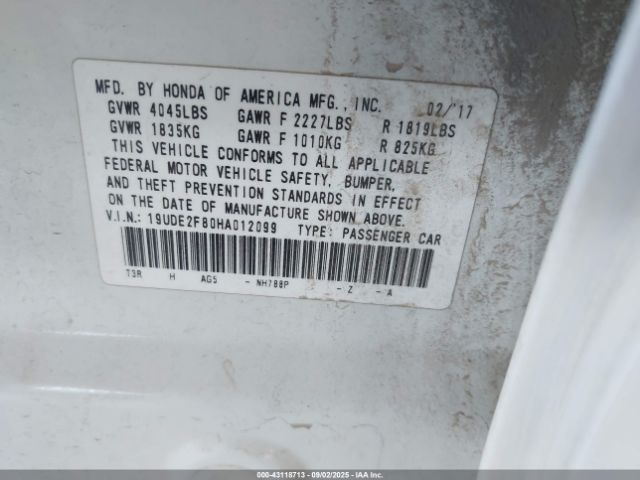 MFD. BY HONDA OF AMERICA MFG., INC. 02/'17
GVWR 4045LBS GAWR F 2227LBS R 1819LBS
GVWR 1835KG GAWR F 1010KG R 825KG
THIS VEHICLE CONFORMS TO ALL APPLICABLE
FEDERAL MOTOR VEHICLE SAFETY, BUMPER,
AND THEFT PREVENTION STANDARDS IN EFFECT
ON THE DATE OF MANUFACTURE SHOWN ABOVE.
V.I.N.: 19UDE2F80HA012099 TYPE: PASSENGER CAR
T3R H AG5 - NH788P - Z - A
000-43118713 - 09/02/2025 - IAA Inc.